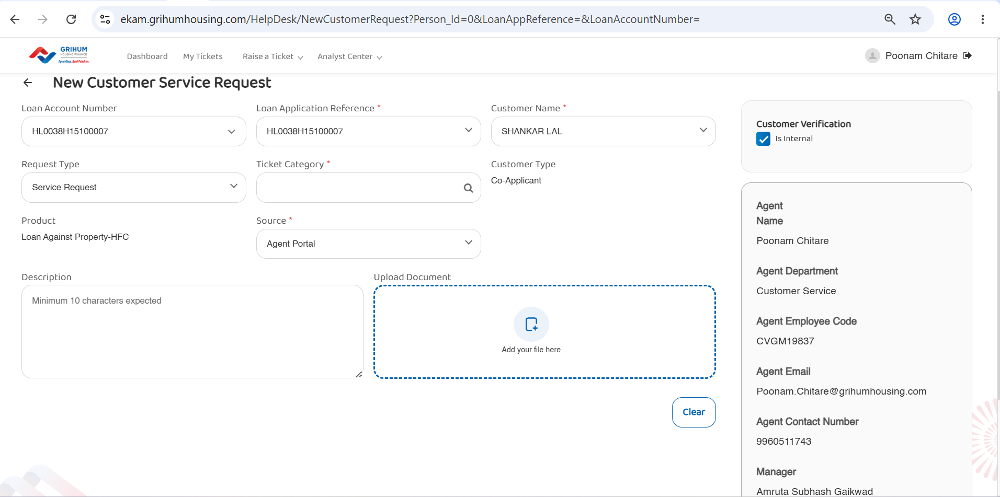 ekam.grihumhousing.com/HelpDesk/NewCustomerRequest?Person_Id=0&LoanAppReference=&LoanAccountNumber=
GRIHUM
HOUSING FINANCE
Apna Ghar. Apni Pehchan.
Dashboard My Tickets Raise a Ticket Analyst Center
Poonam Chitare
New Customer Service Request
Loan Account Number Loan Application Reference * Customer Name *
HL0038H15100007 HL0038H15100007 SHANKAR LAL
Request Type Ticket Category * Customer Type
Service Request Co-Applicant
Product Source *
Loan Against Property-HFC Agent Portal
Description Upload Document
Minimum 10 characters expected
Add your file here
Clear
Customer Verification
Is Internal
Agent
Name
Poonam Chitare
Agent Department
Customer Service
Agent Employee Code
CVGM19837
Agent Email
Poonam.Chitare@grihumhousing.com
Agent Contact Number
9960511743
Manager
Amruta Subhash Gaikwad